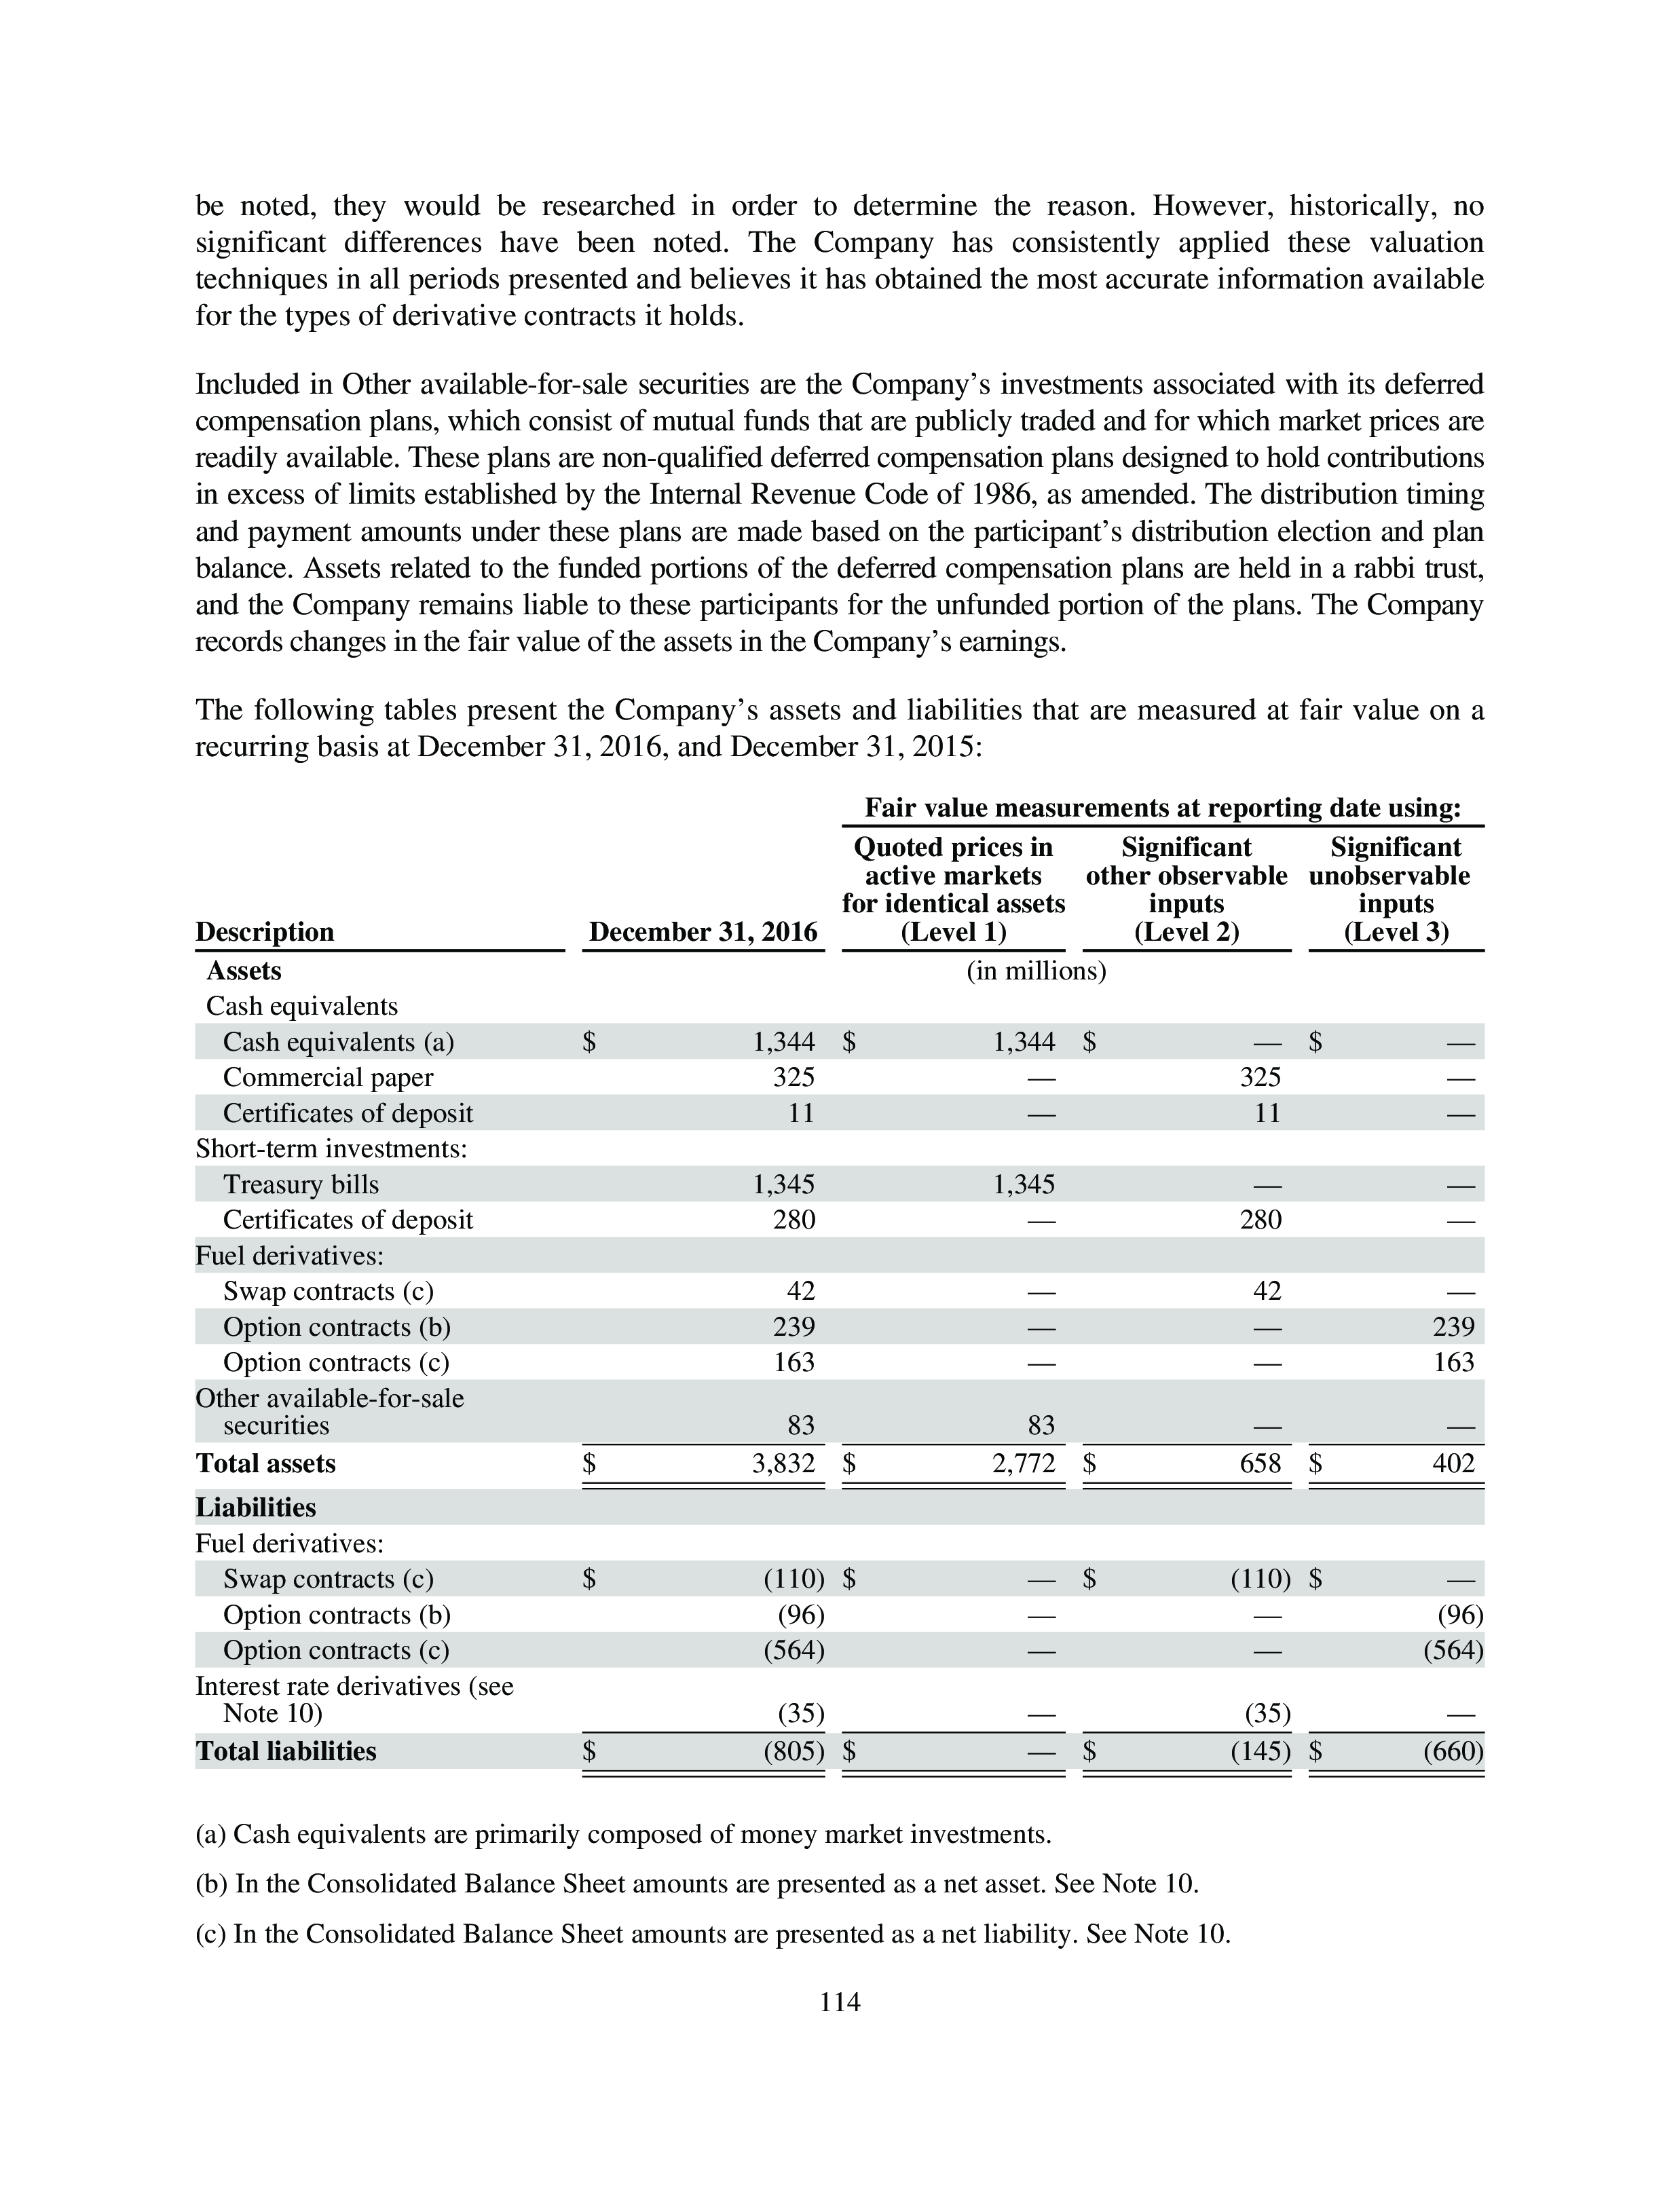 be noted, they would be researched in order to determine the reason. However, historically, no
significant differences have been noted. The Company has consistently applied these valuation
techniques in all periods presented and believes it has obtained the most accurate information available
for the types of derivative contracts it holds.
Included in Other available-for-sale securities are the Company’s investments associated with its deferred
compensation plans, which consist of mutual funds that are publicly traded and for which market prices are
readily available. These plans are non-qualified deferred compensation plans designed to hold contributions
in excess of limits established by the Internal Revenue Code of 1986, as amended. The distribution timing
and payment amounts under these plans are made based on the participant’s distribution election and plan
balance. Assets related to the funded portions of the deferred compensation plans are held in a rabbi trust,
and the Company remains liable to these participants for the unfunded portion of the plans. The Company
records changes in the fair value of the assets in the Company’s earnings.
The following tables present the Company’s assets and liabilities that are measured at fair value on a
recurring basis at December 31, 2016, and December 31, 2015:
Fair value measurements at reporting date using:
Quoted prices in Significant Significant
active markets other observable unobservable
for identical assets inputs inputs
Description December 31, 2016 (Level 1) (Level 2) (Level 3)
Assets (in millions)
Cash equivalents
Cash equivalents (a) $ 1,344 $ 1,344 $ — $ —
Commercial paper 325 — 325 —
Certificates of deposit 11 — 11 —
Short-term investments:
Treasury bills 1,345 1,345 — —
Certificates of deposit 280 — 280 —
Fuel derivatives:
Swap contracts (c) 42 — 42 —
Option contracts (b) 239 — — 239
Option contracts (c) 163 — — 163
Other available-for-sale
securities 83 83 — —
Total assets $ 3,832 $ 2,772 $ 658 $ 402
Liabilities
Fuel derivatives:
Swap contracts (c) $ (110) $ — $ (110) $ —
Option contracts (b) (96) — — (96)
Option contracts (c) (564) — — (564)
Interest rate derivatives (see
Note 10) (35) — (35) —
Total liabilities $ (805) $ — $ (145) $ (660)
(a) Cash equivalents are primarily composed of money market investments.
(b) In the Consolidated Balance Sheet amounts are presented as a net asset. See Note 10.
(c) In the Consolidated Balance Sheet amounts are presented as a net liability. See Note 10.
114